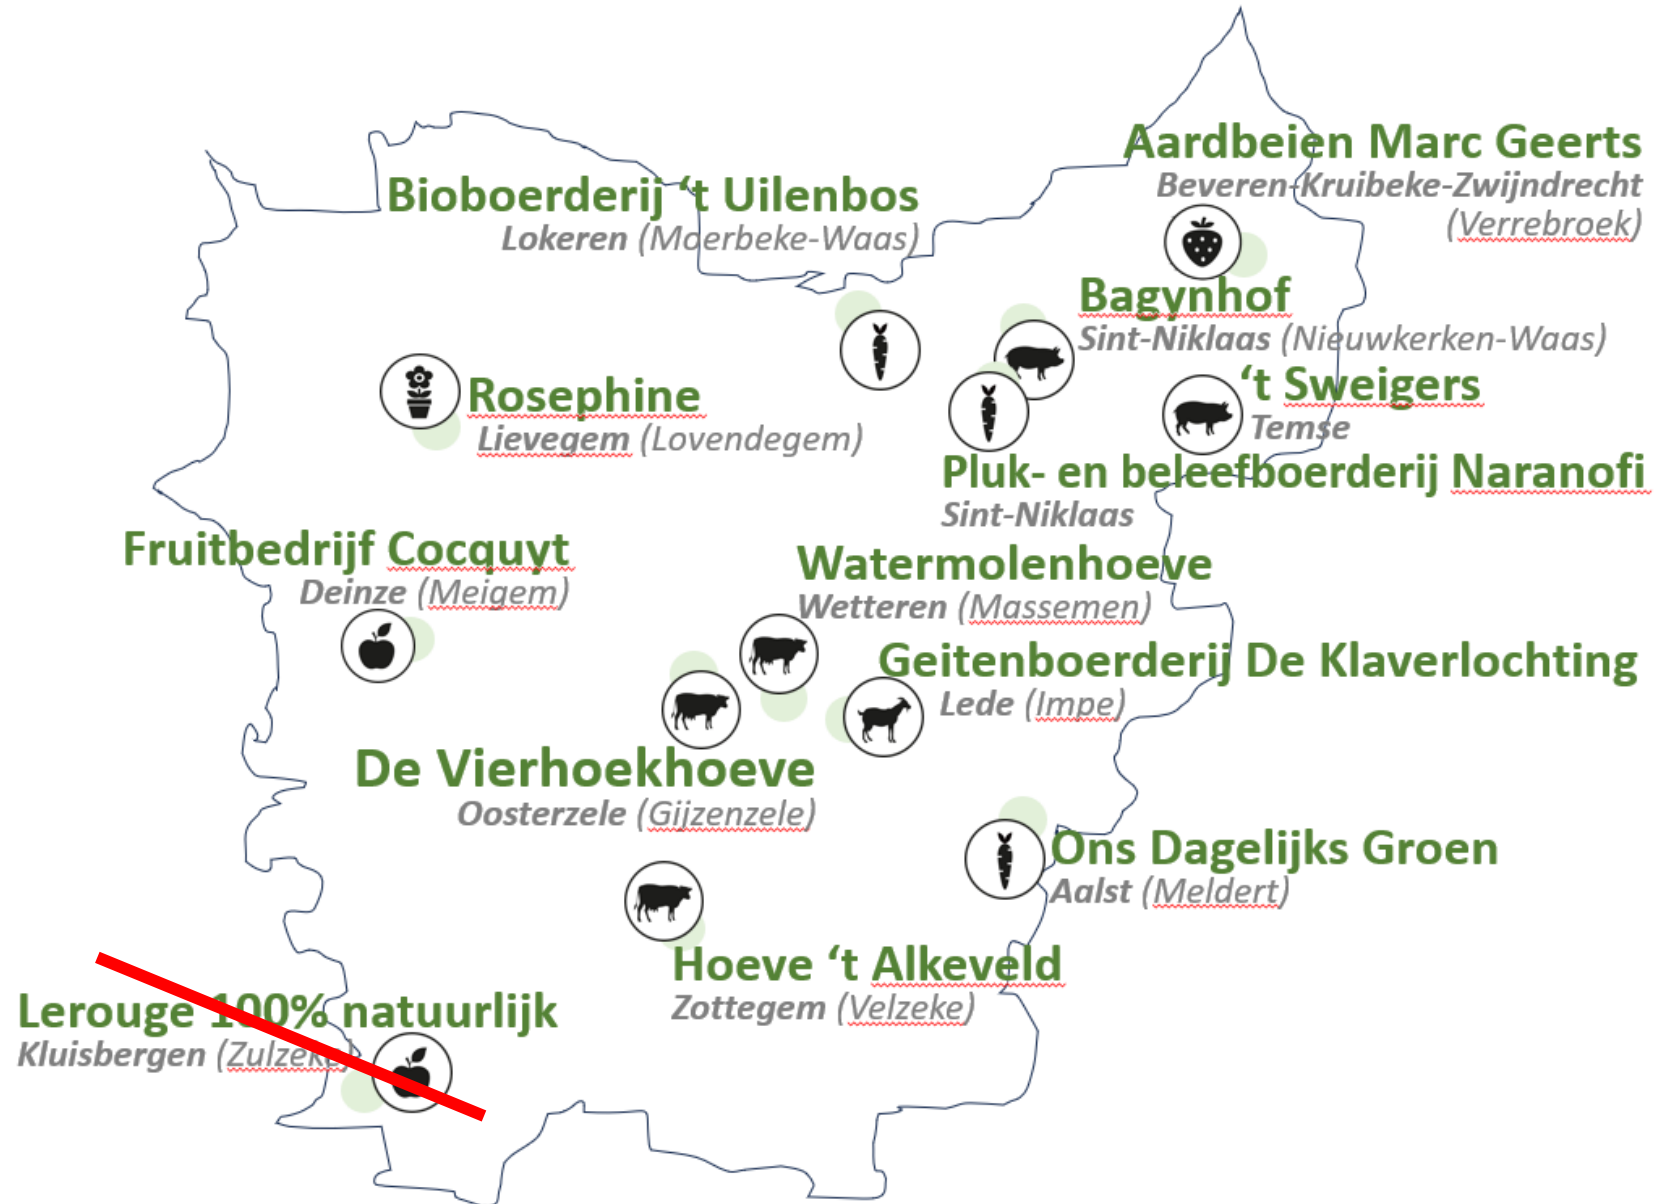 Aardbeien Marc Geerts
Beveren-Kruibeke-Zwijndrecht
(Verrebroek)
Bioboerderij ‘t Uilenbos
Lokeren (Moerbeke-Waas)
Bagynhof
Sint-Niklaas (Nieuwkerken-Waas)
‘t Sweigers
Temse
Rosephine
Lievegem (Lovendegem)
Pluk- en beleefboerderij Naranofi
Sint-Niklaas
Fruitbedrijf Cocquyt
Deinze (Meigem)
Watermolenhoeve
Wetteren (Massemen)
Geitenboerderij De Klaverlochting
Lede (Impe)
De Vierhoekhoeve
Oosterzele (Gijzenzele)
Ons Dagelijks Groen
Aalst (Meldert)
Hoeve ‘t Alkeveld
Zottegem (Velzeke)
Lerouge 100% natuurlijk
Kluisbergen (Zulzeke)